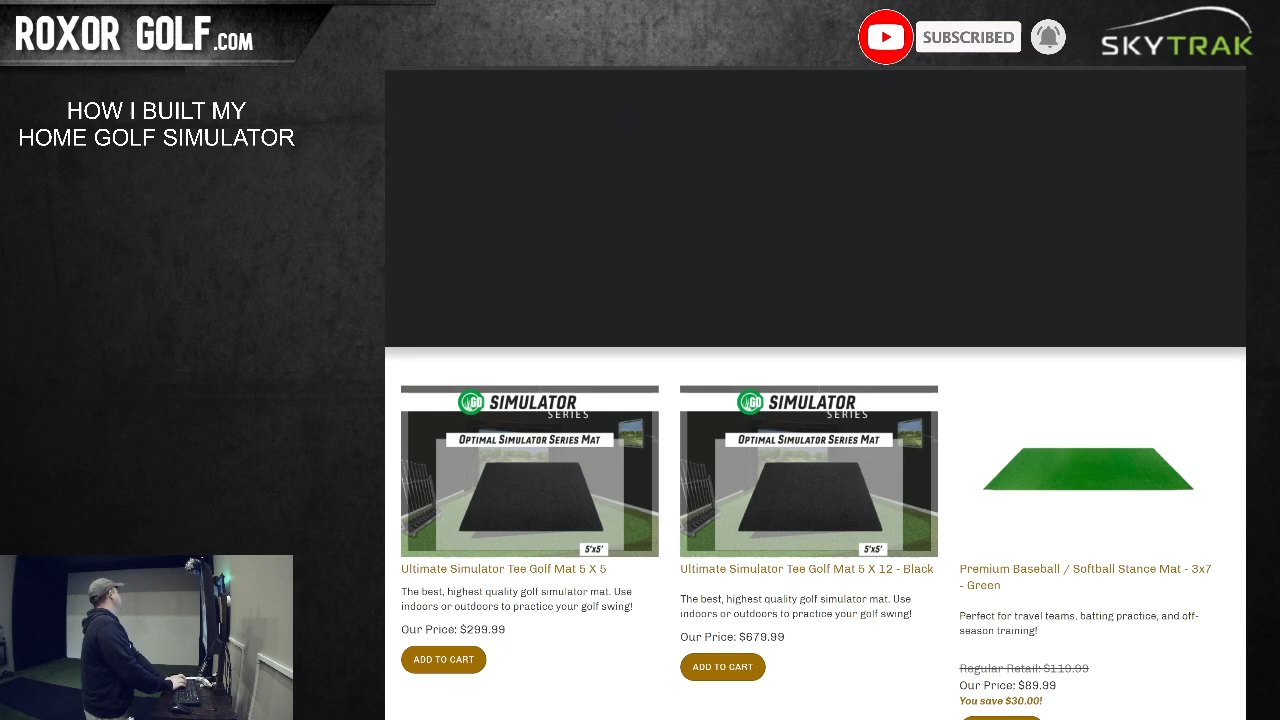 ROXOR GOLF.COM
SUBSCRIBED
SKYTRAK
HOW I BUILT MY
HOME GOLF SIMULATOR
GO SIMULATOR
SERIES
OPTIMAL SIMULATOR SERIES MAT
5'x5'
Ultimate Simulator Tee Golf Mat 5 X 5
The best, highest quality golf simulator mat. Use
indoors or outdoors to practice your golf swing!
Our Price: $299.99
ADD TO CART
GO SIMULATOR
SERIES
OPTIMAL SIMULATOR SERIES MAT
5'x5'
Ultimate Simulator Tee Golf Mat 5 X 12 - Black
The best, highest quality golf simulator mat. Use
indoors or outdoors to practice your golf swing!
Our Price: $679.99
ADD TO CART
Premium Baseball / Softball Stance Mat - 3x7
- Green
Perfect for travel teams, batting practice, and off-
season training!
Regular Retail: $119.99
Our Price: $89.99
You save $30.00!